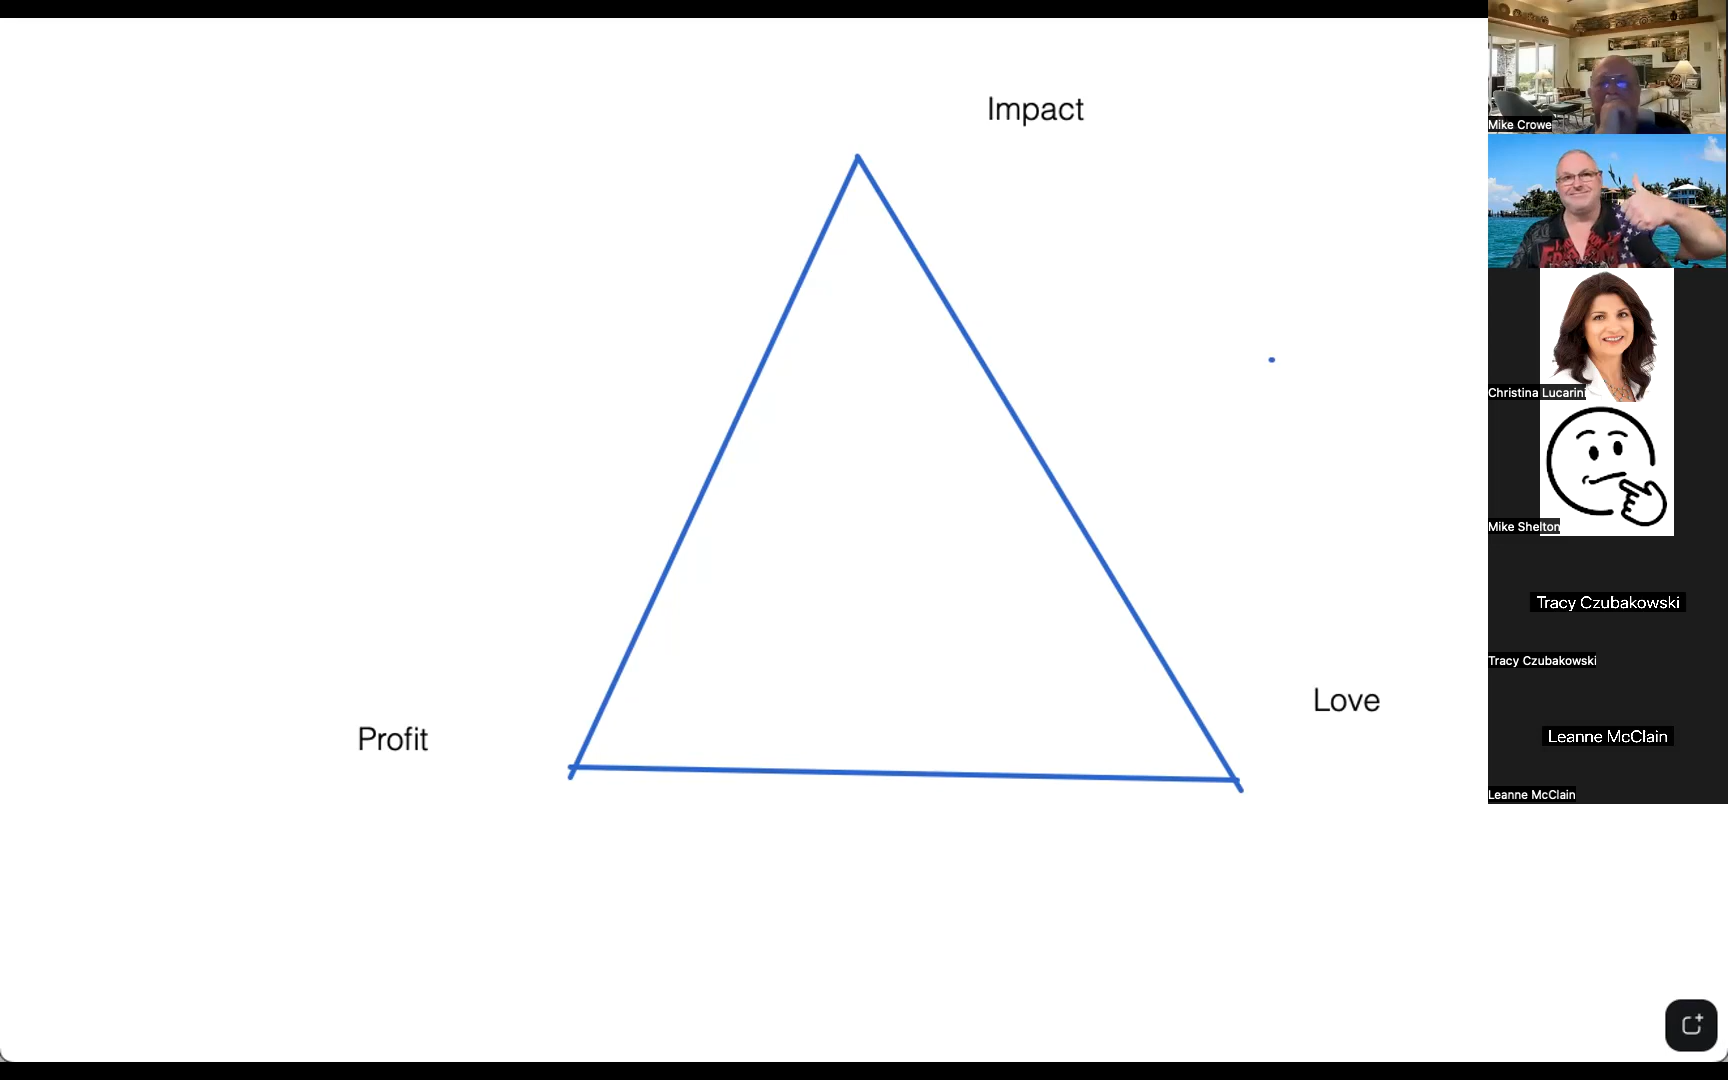 Impact
Profit
Love
Mike Crowe
Christina Lucarini
Mike Shelton
Tracy Czubakowski
Tracy Czubakowski
Leanne McClain
Leanne McClain